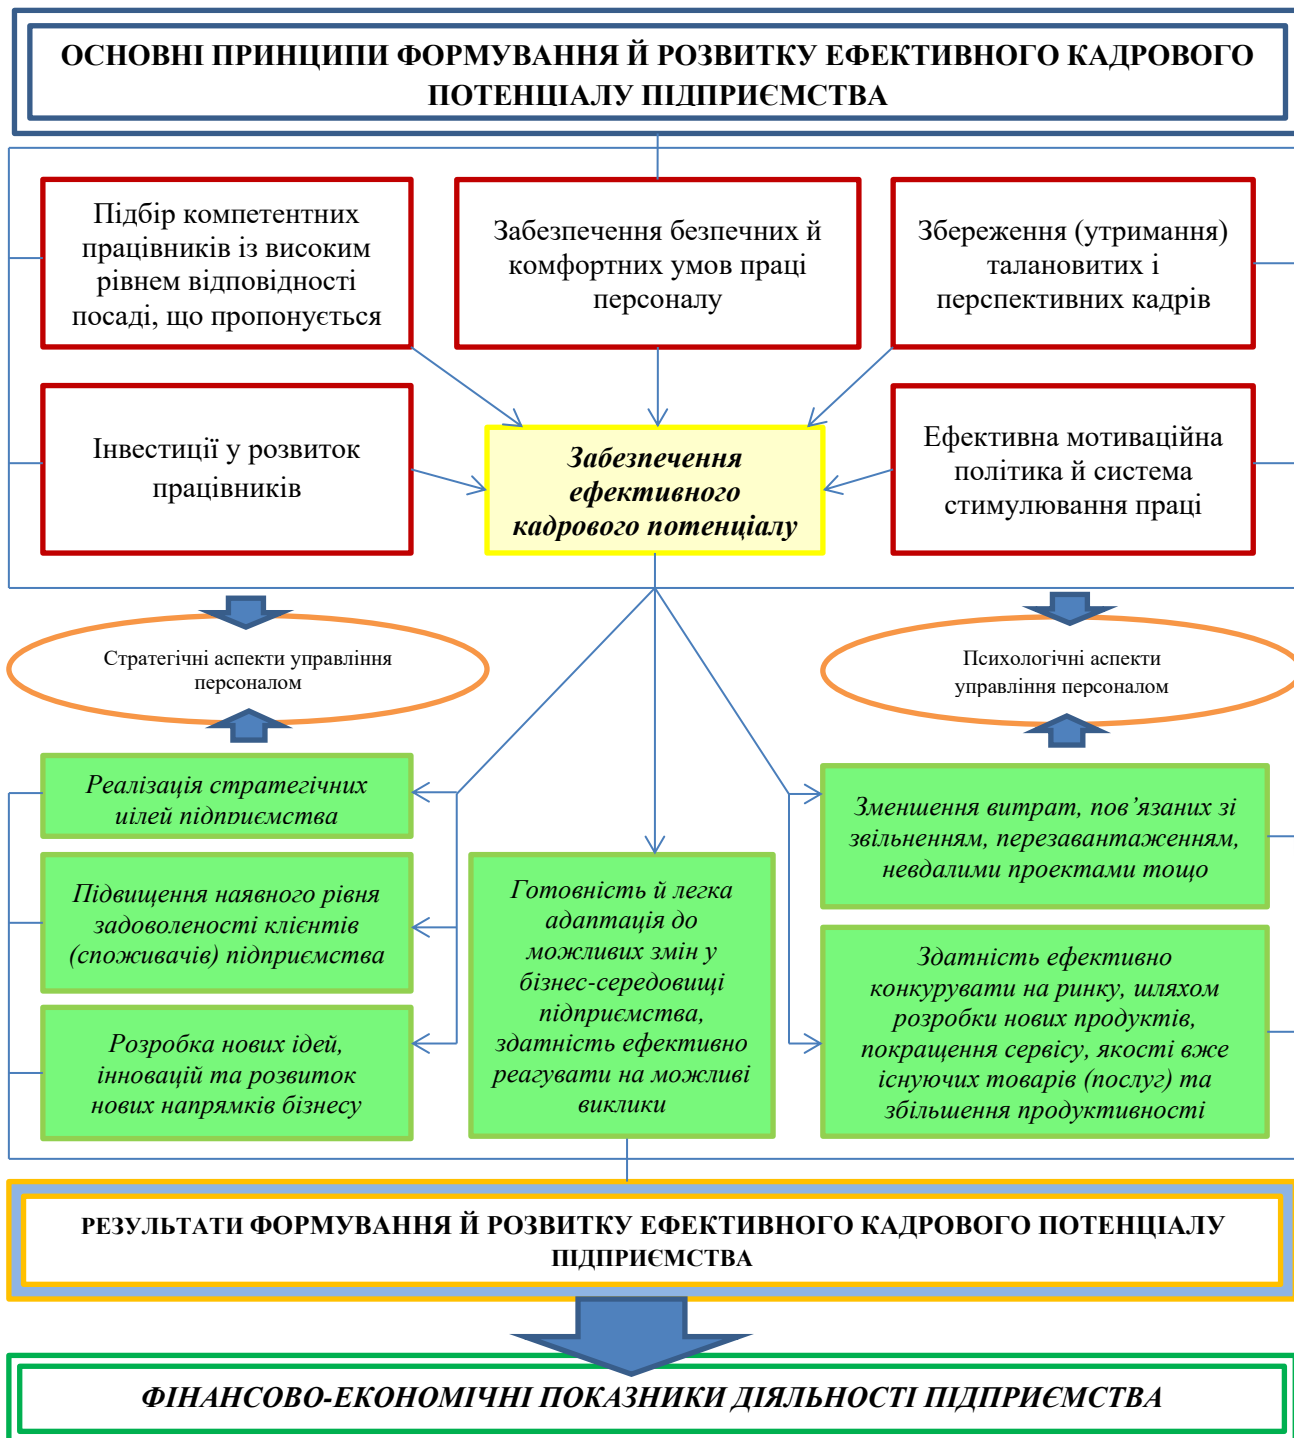 ОСНОВНІ ПРИНЦИПИ ФОРМУВАННЯ Й РОЗВИТКУ ЕФЕКТИВНОГО КАДРОВОГО
ПОТЕНЦІАЛУ ПІДПРИЄМСТВА
Підбір компетентних
працівників із високим
рівнем відповідності
посаді, що пропонується
Забезпечення безпечних й
комфортних умов праці
персоналу
Збереження (утримання)
талановитих і
перспективних кадрів
Інвестиції у розвиток
працівників
Забезпечення
ефективного
кадрового потенціалу
Ефективна мотиваційна
політика й система
стимулювання праці
Стратегічні аспекти управління
персоналом
Психологічні аспекти
управління персоналом
Реалізація стратегічних
цілей підприємства
Підвищення наявного рівня
задоволеності клієнтів
(споживачів) підприємства
Розробка нових ідей,
інновацій та розвиток
нових напрямків бізнесу
Готовність й легка
адаптація до
можливих змін у
бізнес-середовищі
підприємства,
здатність ефективно
реагувати на можливі
виклики
Зменшення витрат, пов’язаних зі
звільненням, перезавантаженням,
невдалими проектами тощо
Здатність ефективно
конкурувати на ринку, шляхом
розробки нових продуктів,
покращення сервісу, якості вже
існуючих товарів (послуг) та
збільшення продуктивності
РЕЗУЛЬТАТИ ФОРМУВАННЯ Й РОЗВИТКУ ЕФЕКТИВНОГО КАДРОВОГО ПОТЕНЦІАЛУ
ПІДПРИЄМСТВА
ФІНАНСОВО-ЕКОНОМІЧНІ ПОКАЗНИКИ ДІЯЛЬНОСТІ ПІДПРИЄМСТВА